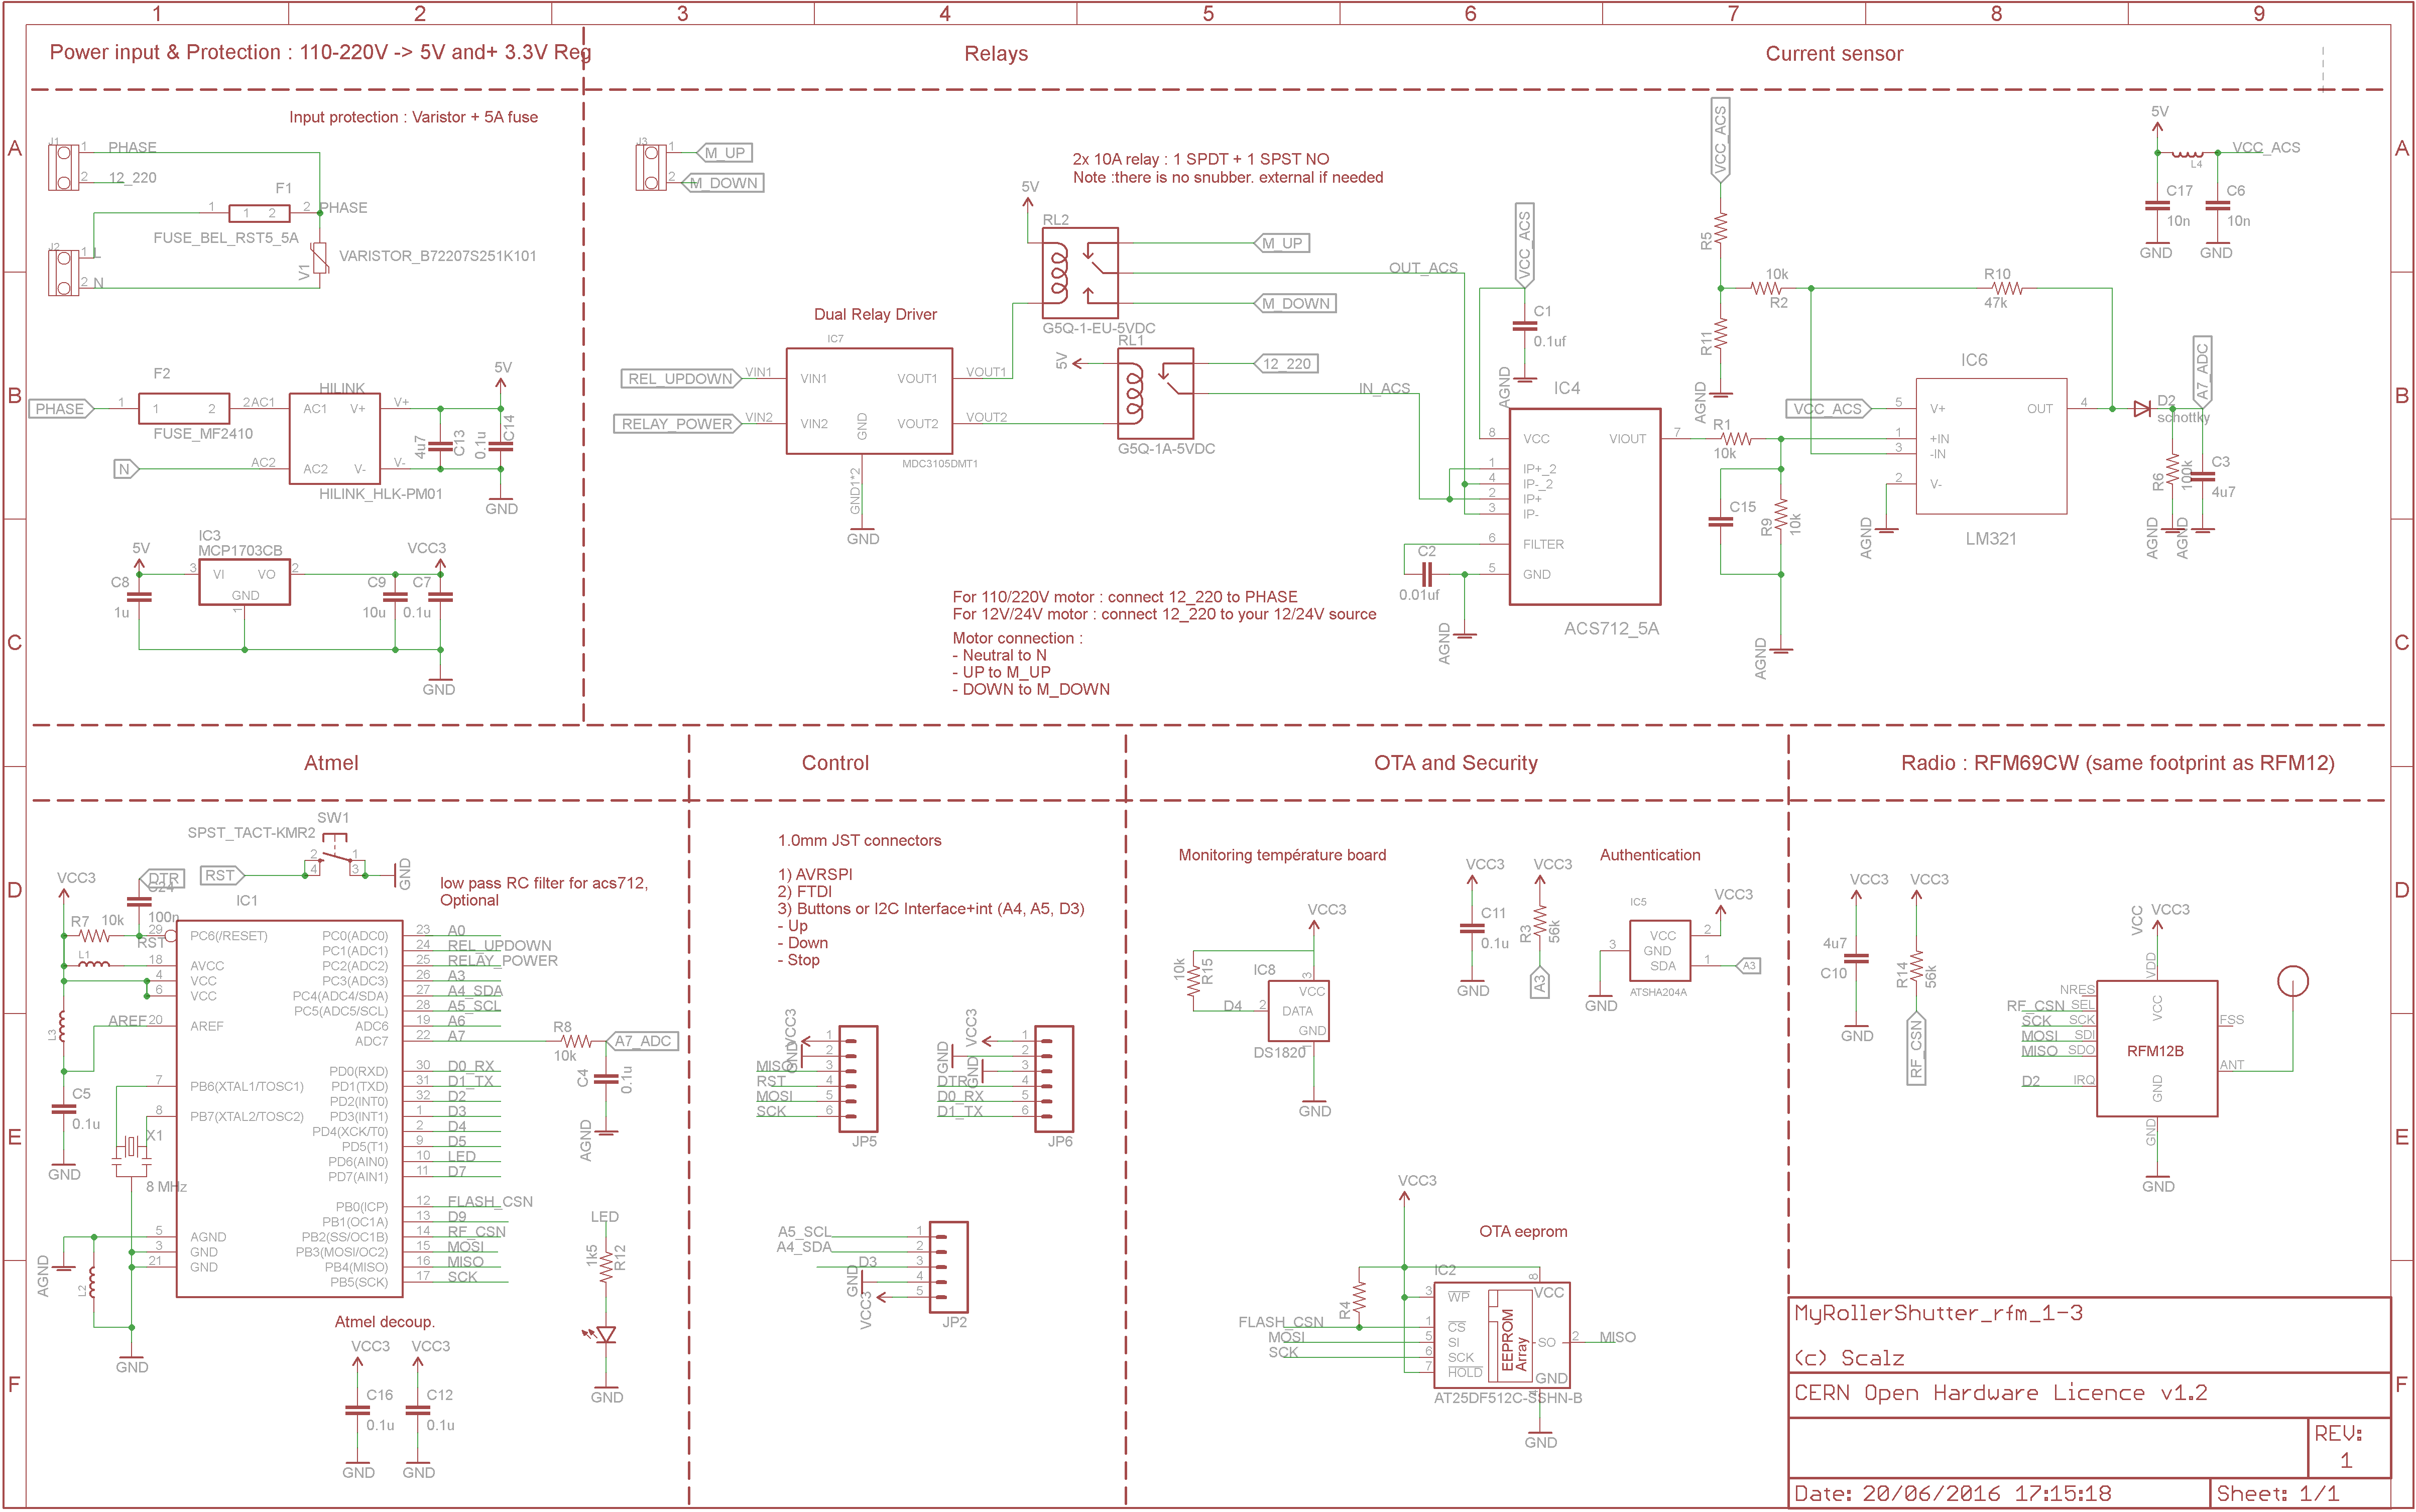 1 2 3 4 5 6 7 8 9
Power input & Protection : 110-220V -> 5V and+ 3.3V Reg
Relays
Current sensor
A
B
C
D
E
F
Input protection : Varistor + 5A fuse
J1
1 PHASE
2 12_220
F1
1 1 2 2 PHASE
FUSE_BEL_RST5_5A
J2
1 L
2 N
V1
VARISTOR_B72207S251K101
F2
PHASE 1 1 2 2 AC1
FUSE_MF2410
N AC2
HILINK
AC1 V+ V+
AC2 V- V-
HILINK_HLK-PM01
5V
4u7 C13
0.1u C14
GND
IC3
MCP1703CB
5V
3 VI VO 2
GND
1
VCC3
C8
1u
C9
10u
C7
0.1u
GND
J3
1 M_UP
2 M_DOWN
2x 10A relay : 1 SPDT + 1 SPST NO
Note :there is no snubber. external if needed
5V
RL2
M_UP
OUT_ACS
M_DOWN
G5Q-1-EU-5VDC
RL1
5V
12_220
IN_ACS
G5Q-1A-5VDC
Dual Relay Driver
IC7
REL_UPDOWN VIN1 VIN1 VOUT1 VOUT1
RELAY_POWER VIN2 VIN2 GND VOUT2 VOUT2
MDC3105DMT1
GND1*2
GND
For 110/220V motor : connect 12_220 to PHASE
For 12V/24V motor : connect 12_220 to your 12/24V source
Motor connection :
- Neutral to N
- UP to M_UP
- DOWN to M_DOWN
VCC_ACS
C1
0.1uf
AGND
IC4
8 VCC VIOUT 7
1 IP+_2
4 IP-_2
2 IP+
3 IP-
6 FILTER
5 GND
ACS712_5A
C2
0.01uf
AGND
VCC_ACS
R5
R11
AGND
10k
R2
R10
47k
R1
10k
C15
R9
10k
AGND
IC6
VCC_ACS 5 V+ OUT 4
1 +IN
3 -IN
2 V-
LM321
AGND
D2
schottky
A7_ADC
R6
100k
C3
4u7
AGND
AGND
5V
L4
VCC_ACS
C17
10n
C6
10n
GND
GND
Atmel
Control
OTA and Security
Radio : RFM69CW (same footprint as RFM12)
SW1
SPST_TACT-KMR2
RST
2 1
4 3
GND
low pass RC filter for acs712,
Optional
VCC3
DTR
C24
100n
R7 10k
RST
L1
L3
AREF
C5
0.1u
GND
X1
8 MHz
AGND
L2
GND
IC1
29 PC6(/RESET)
18 AVCC
4 VCC
6 VCC
20 AREF
7 PB6(XTAL1/TOSC1)
8 PB7(XTAL2/TOSC2)
5 AGND
3 GND
21 GND
PC0(ADC0) 23 A0
PC1(ADC1) 24 REL_UPDOWN
PC2(ADC2) 25 RELAY_POWER
PC3(ADC3) 26 A3
PC4(ADC4/SDA) 27 A4_SDA
PC5(ADC5/SCL) 28 A5_SCL
ADC6 19 A6
ADC7 22 A7
PD0(RXD) 30 D0_RX
PD1(TXD) 31 D1_TX
PD2(INT0) 32 D2
PD3(INT1) 1 D3
PD4(XCK/T0) 2 D4
PD5(T1) 9 D5
PD6(AIN0) 10 LED
PD7(AIN1) 11 D7
PB0(ICP) 12 FLASH_CSN
PB1(OC1A) 13 D9
PB2(SS/OC1B) 14 RF_CSN
PB3(MOSI/OC2) 15 MOSI
PB4(MISO) 16 MISO
PB5(SCK) 17 SCK
R8
10k
A7_ADC
C4
0.1u
AGND
LED
1k5
R12
GND
Atmel decoup.
VCC3 VCC3
C16
0.1u
C12
0.1u
GND GND
1.0mm JST connectors
1) AVRSPI
2) FTDI
3) Buttons or I2C Interface+int (A4, A5, D3)
- Up
- Down
- Stop
VCC3 1
GND 2
MISO 3
RST 4
MOSI 5
SCK 6
JP5
VCC3
GND
GND
1
2
3
DTR 4
D0_RX 5
D1_TX 6
JP6
A5_SCL 1
A4_SDA 2
D3 3
GND 4
VCC3 5
JP2
Monitoring température board
VCC3
10k
R15
IC8
3
VCC
D4 2 DATA
GND
1
DS1820
GND
VCC3
C11
0.1u
GND
VCC3
R3
56k
A3
Authentication
IC5
VCC3
VCC 2
3 GND
SDA 1 A3
ATSHA204A
GND
VCC3
OTA eeprom
IC2
R4
8
3 WP VCC
FLASH_CSN 1 CS
MOSI 5 SI
SCK 6 SCK
7 HOLD
EEPROM
Array
SO 2 MISO
GND
4
AT25DF512C-SSHN-B
GND
VCC3
4u7
C10
GND
VCC3
R14
56k
RF_CSN
VCC VCC3
VDD
NRES VCC
RF_CSN SEL
SCK SCK
MOSI SDI
MISO SDO
D2 IRQ
FSS
ANT
RFM12B
GND
GND
GND
MyRollerShutter_rfm_1-3
(c) Scalz
CERN Open Hardware Licence v1.2
REV:
1
Date: 20/06/2016 17:15:18
Sheet: 1/1